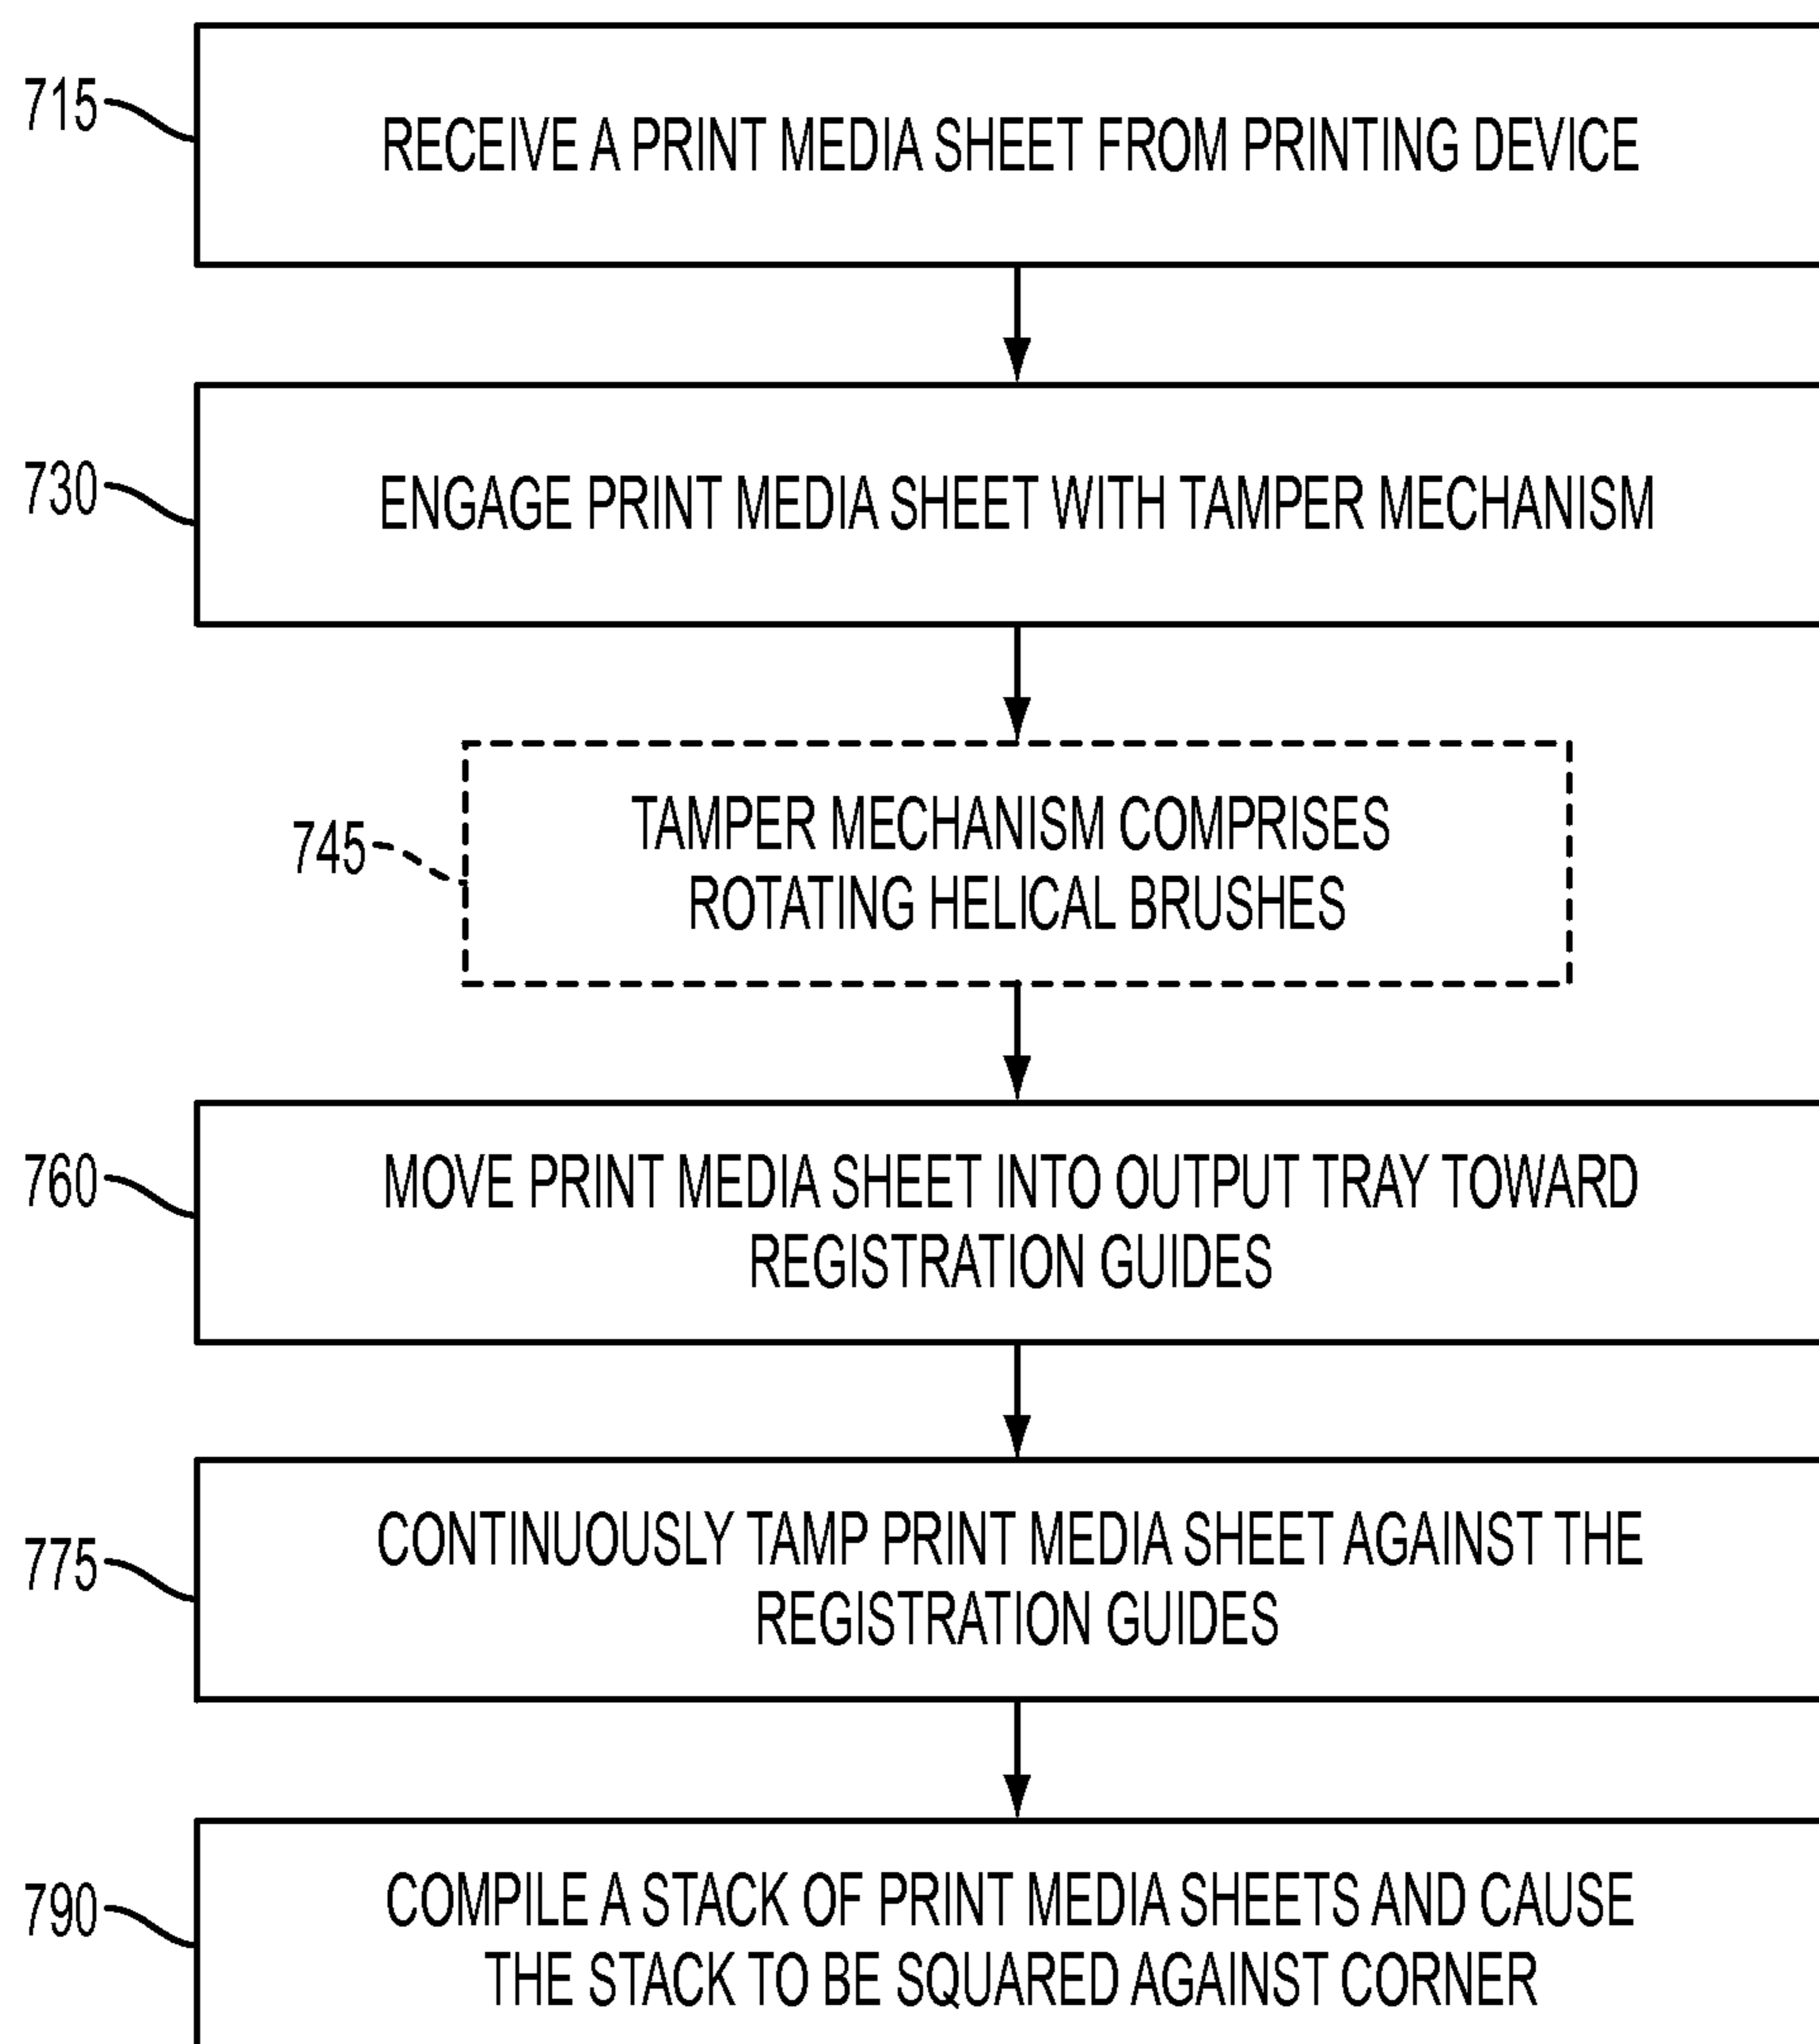 715
RECEIVE A PRINT MEDIA SHEET FROM PRINTING DEVICE
730
ENGAGE PRINT MEDIA SHEET WITH TAMPER MECHANISM
745
TAMPER MECHANISM COMPRISES
ROTATING HELICAL BRUSHES
760
MOVE PRINT MEDIA SHEET INTO OUTPUT TRAY TOWARD
REGISTRATION GUIDES
775
CONTINUOUSLY TAMP PRINT MEDIA SHEET AGAINST THE
REGISTRATION GUIDES
790
COMPILE A STACK OF PRINT MEDIA SHEETS AND CAUSE
THE STACK TO BE SQUARED AGAINST CORNER